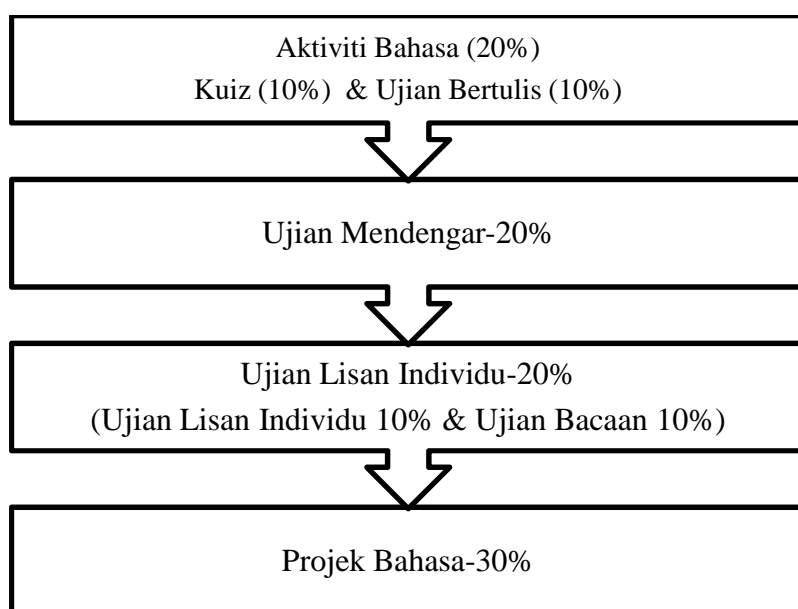 Aktiviti Bahasa (20%)
Kuiz (10%) & Ujian Bertulis (10%)
Ujian Mendengar-20%
Ujian Lisan Individu-20%
(Ujian Lisan Individu 10% & Ujian Bacaan 10%)
Projek Bahasa-30%